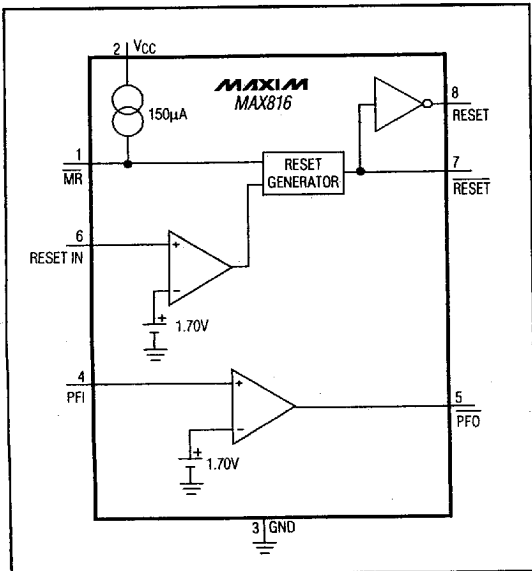 2 VCC
MAXIM
MAX816
150µA
8
RESET
1
MR
RESET
GENERATOR
7
RESET
6
RESET IN
+
−
+
1.70V
4
PFI
+
−
5
PFO
+
1.70V
3 GND